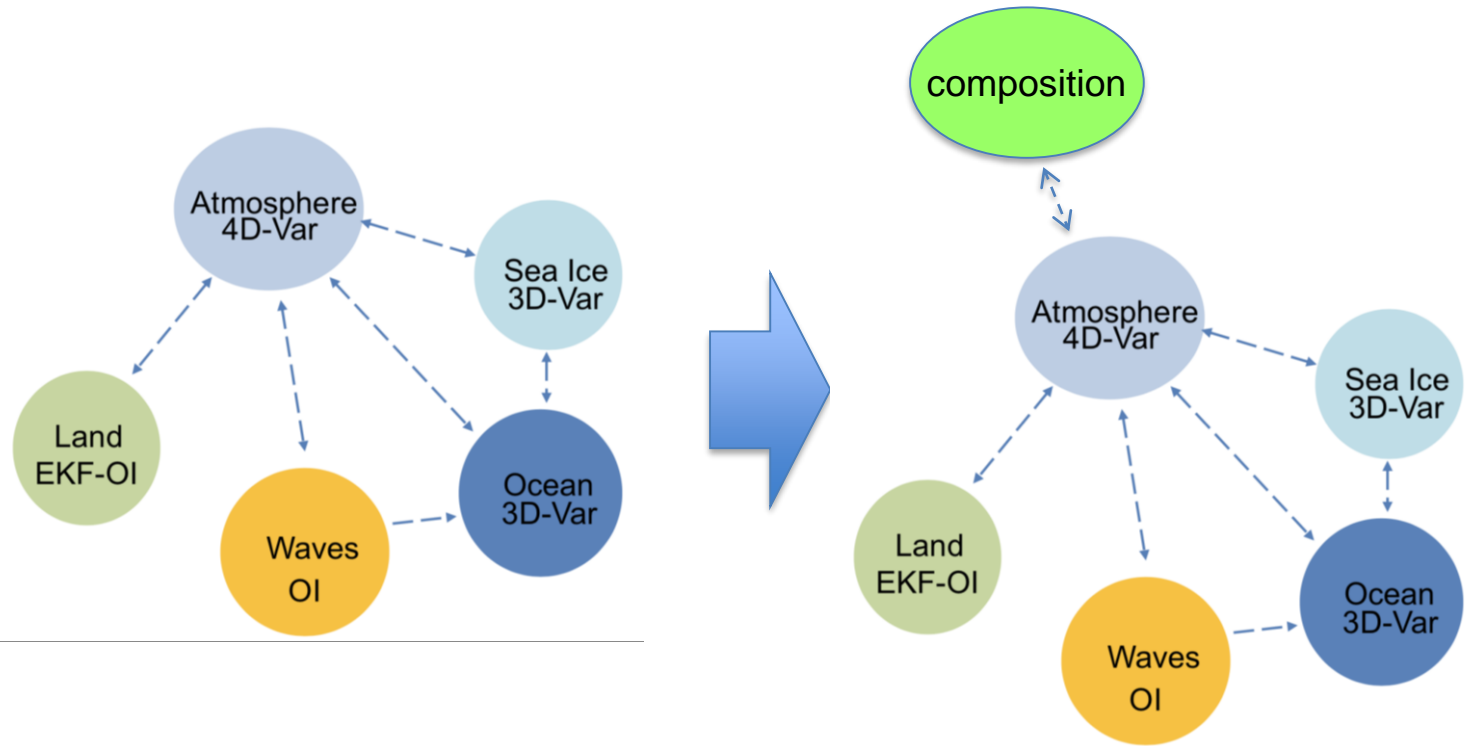 Atmosphere
4D-Var
Sea Ice
3D-Var
Land
EKF-OI
Ocean
3D-Var
Waves
OI
composition
Atmosphere
4D-Var
Sea Ice
3D-Var
Land
EKF-OI
Ocean
3D-Var
Waves
OI